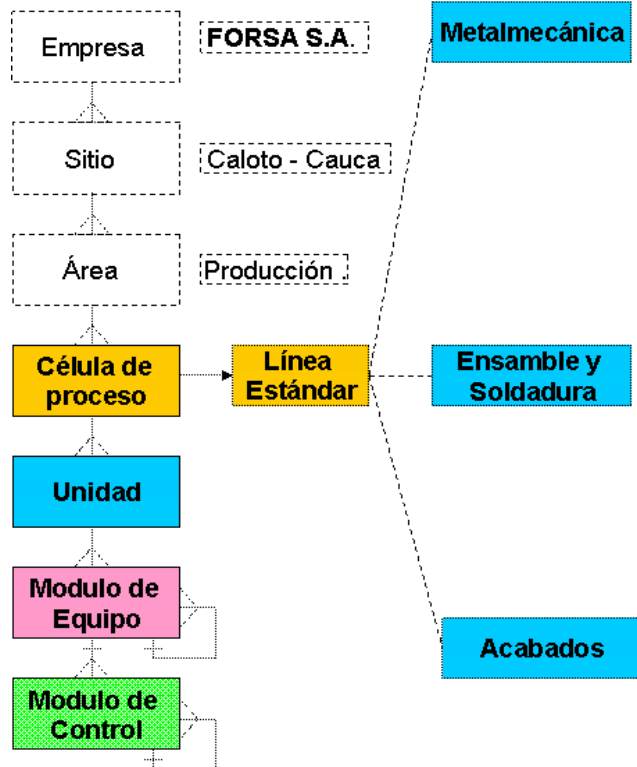 Empresa
FORSA S.A.
Metalmecánica
Sitio
Caloto - Cauca
Área
Producción .
Célula de
proceso
Línea
Estándar
Ensamble y
Soldadura
Unidad
Modulo de
Equipo
Acabados
Modulo de
Control